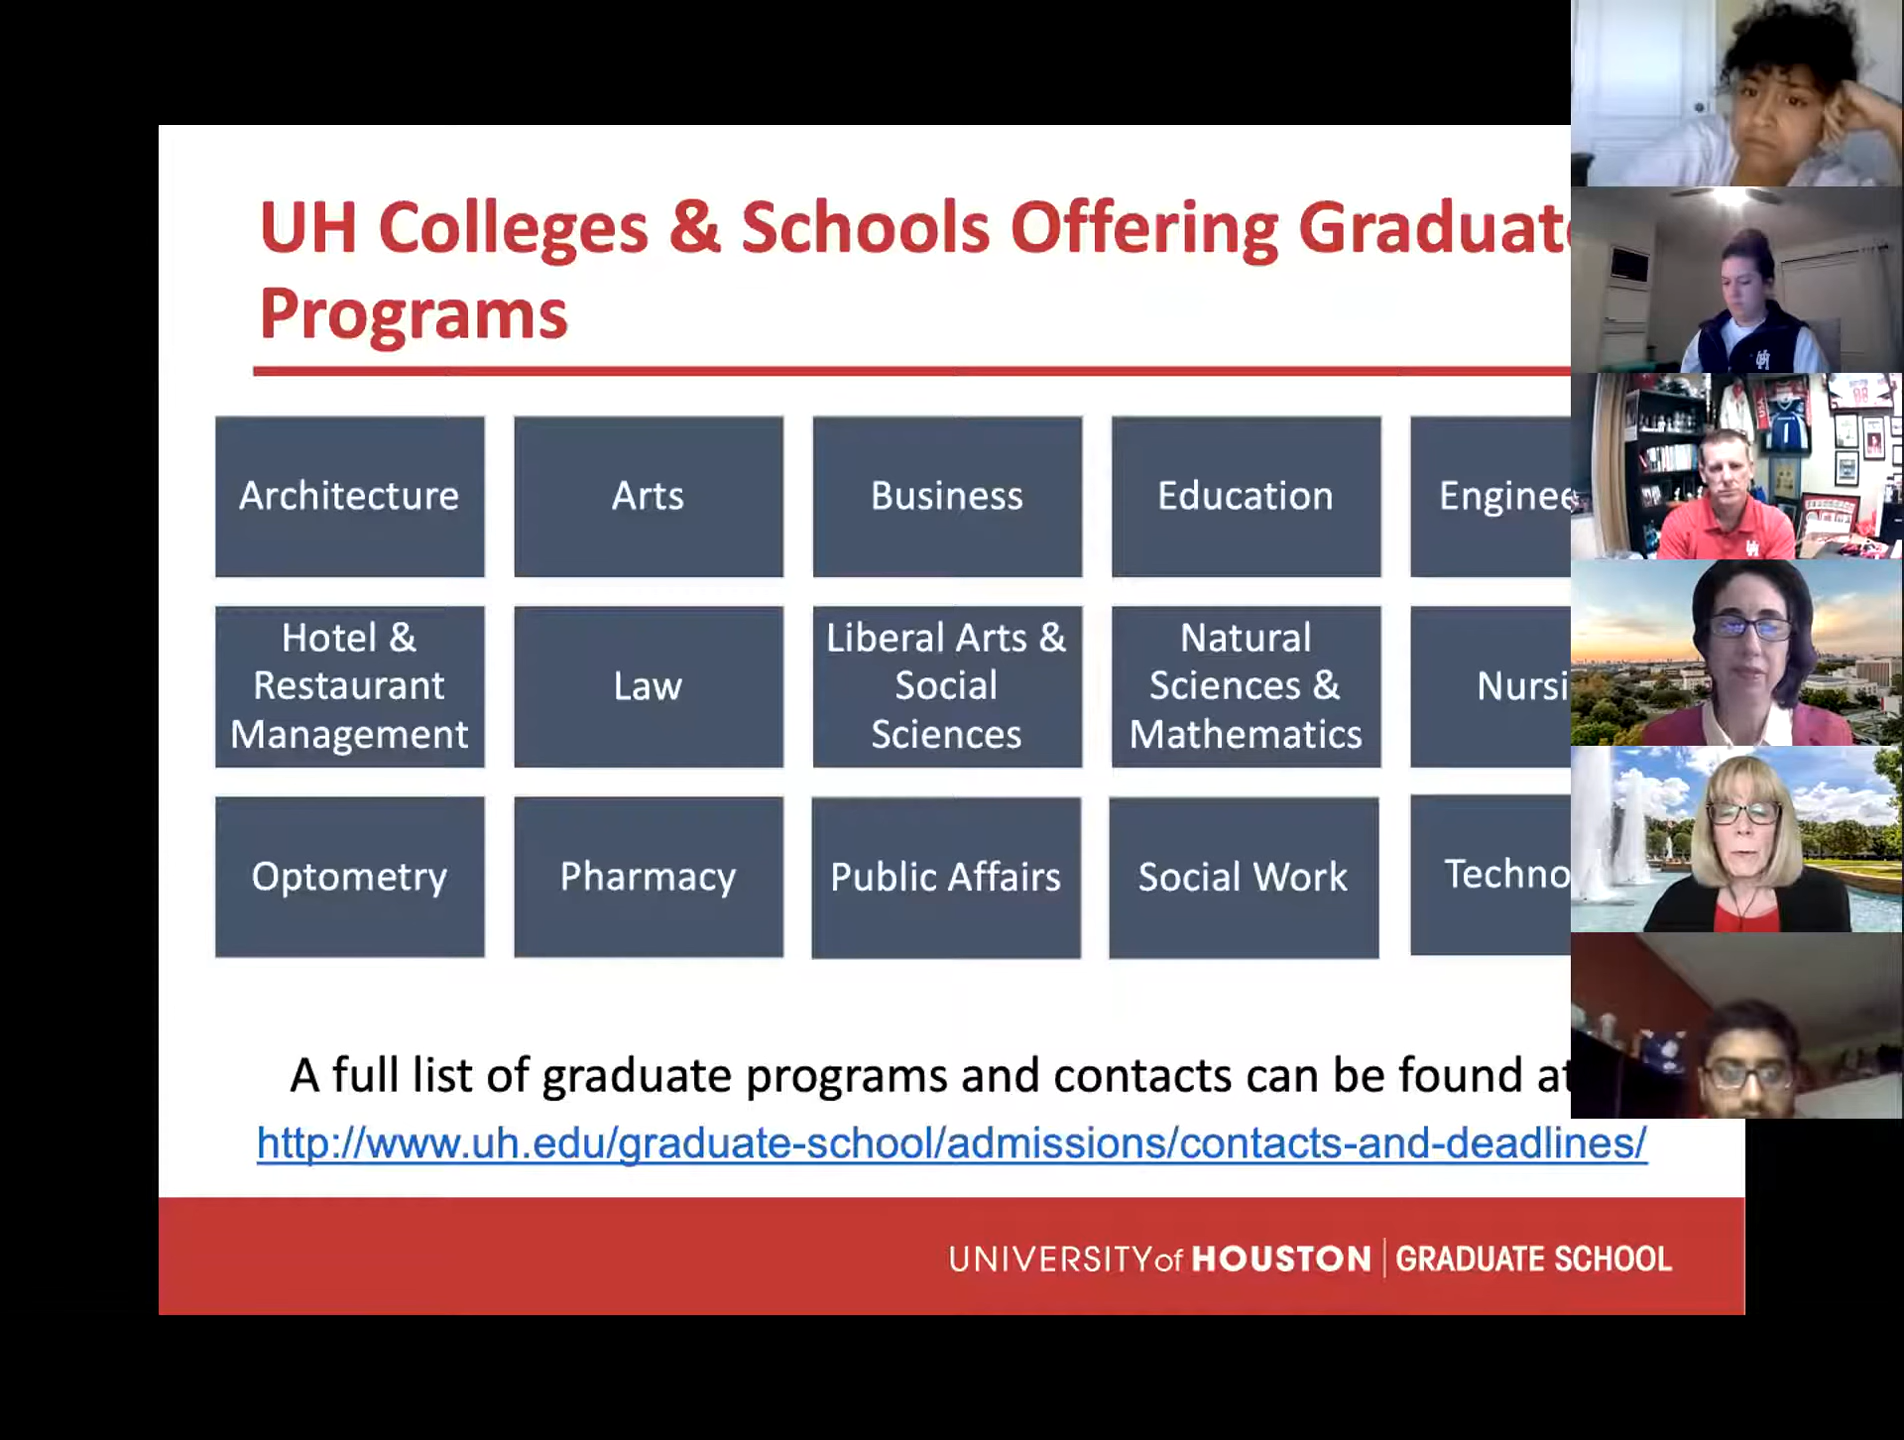 UH Colleges & Schools Offering Graduat
Programs
Architecture
Arts
Business
Education
Enginee
Hotel &
Restaurant
Management
Law
Liberal Arts &
Social
Sciences
Natural
Sciences &
Mathematics
Nursi
Optometry
Pharmacy
Public Affairs
Social Work
Techno
A full list of graduate programs and contacts can be found at
http://www.uh.edu/graduate-school/admissions/contacts-and-deadlines/
UNIVERSITY of HOUSTON | GRADUATE SCHOOL